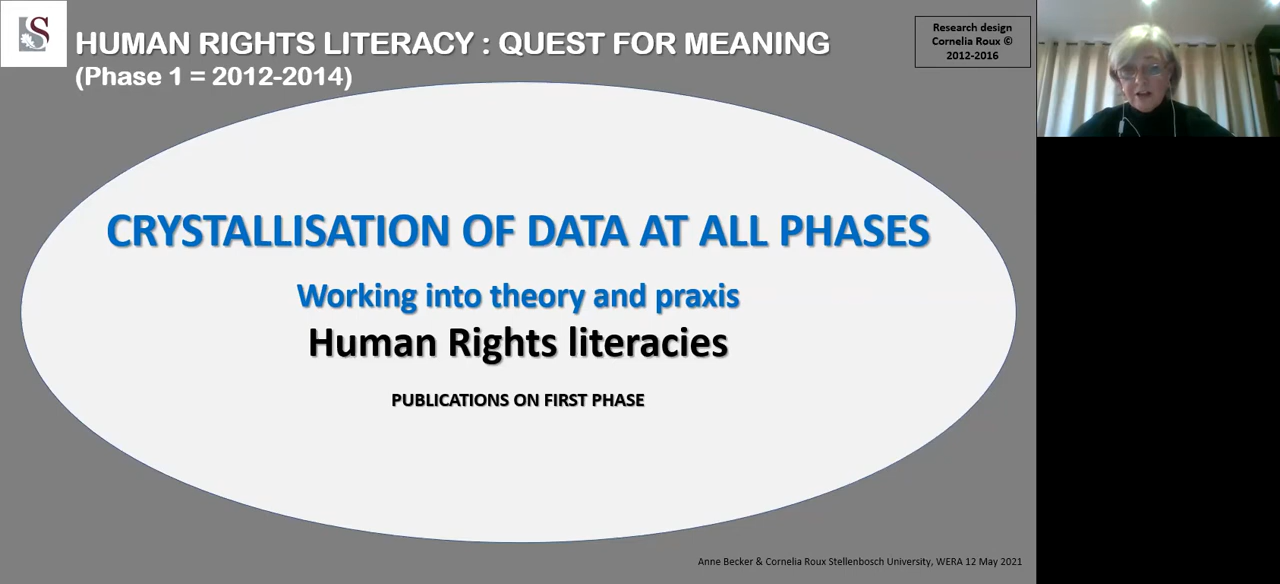 S
HUMAN RIGHTS LITERACY : QUEST FOR MEANING
(Phase 1 = 2012-2014)
Research design
Cornelia Roux ©
2012-2016
CRYSTALLISATION OF DATA AT ALL PHASES
Working into theory and praxis
Human Rights literacies
PUBLICATIONS ON FIRST PHASE
Anne Becker & Cornelia Roux Stellenbosch University, WERA 12 May 2021